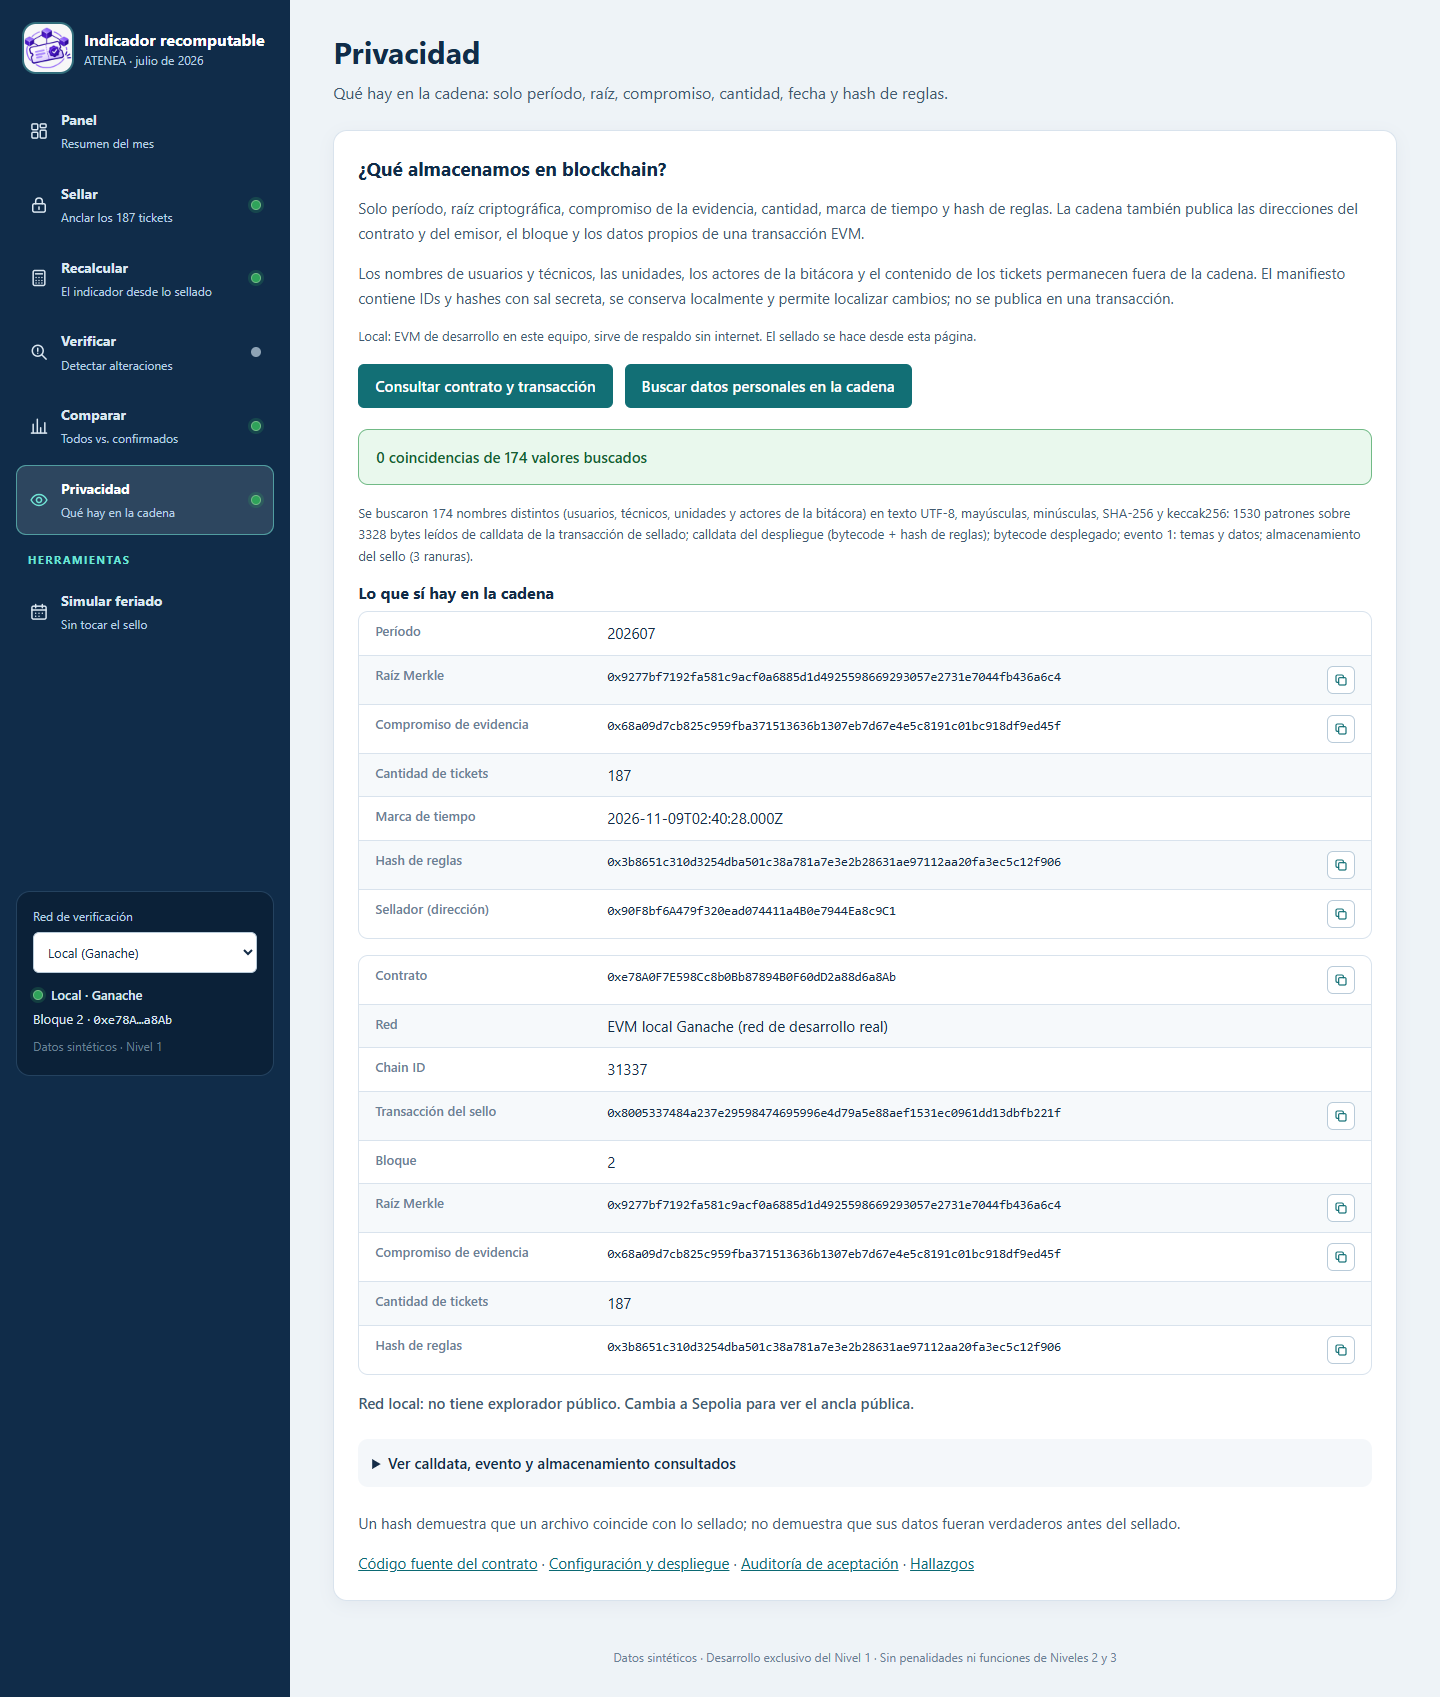 Indicador recomputable
ATENEA · julio de 2026
Panel
Resumen del mes
Sellar
Anclar los 187 tickets
Recalcular
El indicador desde lo sellado
Verificar
Detectar alteraciones
Comparar
Todos vs. confirmados
Privacidad
Qué hay en la cadena
HERRAMIENTAS
Simular feriado
Sin tocar el sello
Red de verificación
Local (Ganache)
Local · Ganache
Bloque 2 · 0xe78A…a8Ab
Datos sintéticos · Nivel 1
Privacidad
Qué hay en la cadena: solo período, raíz, compromiso, cantidad, fecha y hash de reglas.
¿Qué almacenamos en blockchain?
Solo período, raíz criptográfica, compromiso de la evidencia, cantidad, marca de tiempo y hash de reglas. La cadena también publica las direcciones del
contrato y del emisor, el bloque y los datos propios de una transacción EVM.
Los nombres de usuarios y técnicos, las unidades, los actores de la bitácora y el contenido de los tickets permanecen fuera de la cadena. El manifiesto
contiene IDs y hashes con sal secreta, se conserva localmente y permite localizar cambios; no se publica en una transacción.
Local: EVM de desarrollo en este equipo, sirve de respaldo sin internet. El sellado se hace desde esta página.
Consultar contrato y transacción
Buscar datos personales en la cadena
0 coincidencias de 174 valores buscados
Se buscaron 174 nombres distintos (usuarios, técnicos, unidades y actores de la bitácora) en texto UTF-8, mayúsculas, minúsculas, SHA-256 y keccak256: 1530 patrones sobre
3328 bytes leídos de calldata de la transacción de sellado; calldata del despliegue (bytecode + hash de reglas); bytecode desplegado; evento 1: temas y datos; almacenamiento
del sello (3 ranuras).
Lo que sí hay en la cadena
Período 202607
Raíz Merkle 0x9277bf7192fa581c9acf0a6885d1d4925598669293057e2731e7044fb436a6c4
Compromiso de evidencia 0x68a09d7cb825c959fba371513636b1307eb7d67e4e5c8191c01bc918df9ed45f
Cantidad de tickets 187
Marca de tiempo 2026-11-09T02:40:28.000Z
Hash de reglas 0x3b8651c310d3254dba501c38a781a7e3e2b28631ae97112aa20fa3ec5c12f906
Sellador (dirección) 0x90F8bf6A479f320ead074411a4B0e7944Ea8c9C1
Contrato 0xe78A0F7E598Cc8b0Bb87894B0F60dD2a88d6a8Ab
Red EVM local Ganache (red de desarrollo real)
Chain ID 31337
Transacción del sello 0x8005337484a237e29598474695996e4d79a5e88aef1531ec0961dd13dbfb221f
Bloque 2
Raíz Merkle 0x9277bf7192fa581c9acf0a6885d1d4925598669293057e2731e7044fb436a6c4
Compromiso de evidencia 0x68a09d7cb825c959fba371513636b1307eb7d67e4e5c8191c01bc918df9ed45f
Cantidad de tickets 187
Hash de reglas 0x3b8651c310d3254dba501c38a781a7e3e2b28631ae97112aa20fa3ec5c12f906
Red local: no tiene explorador público. Cambia a Sepolia para ver el ancla pública.
Ver calldata, evento y almacenamiento consultados
Un hash demuestra que un archivo coincide con lo sellado; no demuestra que sus datos fueran verdaderos antes del sellado.
Código fuente del contrato · Configuración y despliegue · Auditoría de aceptación · Hallazgos
Datos sintéticos · Desarrollo exclusivo del Nivel 1 · Sin penalidades ni funciones de Niveles 2 y 3